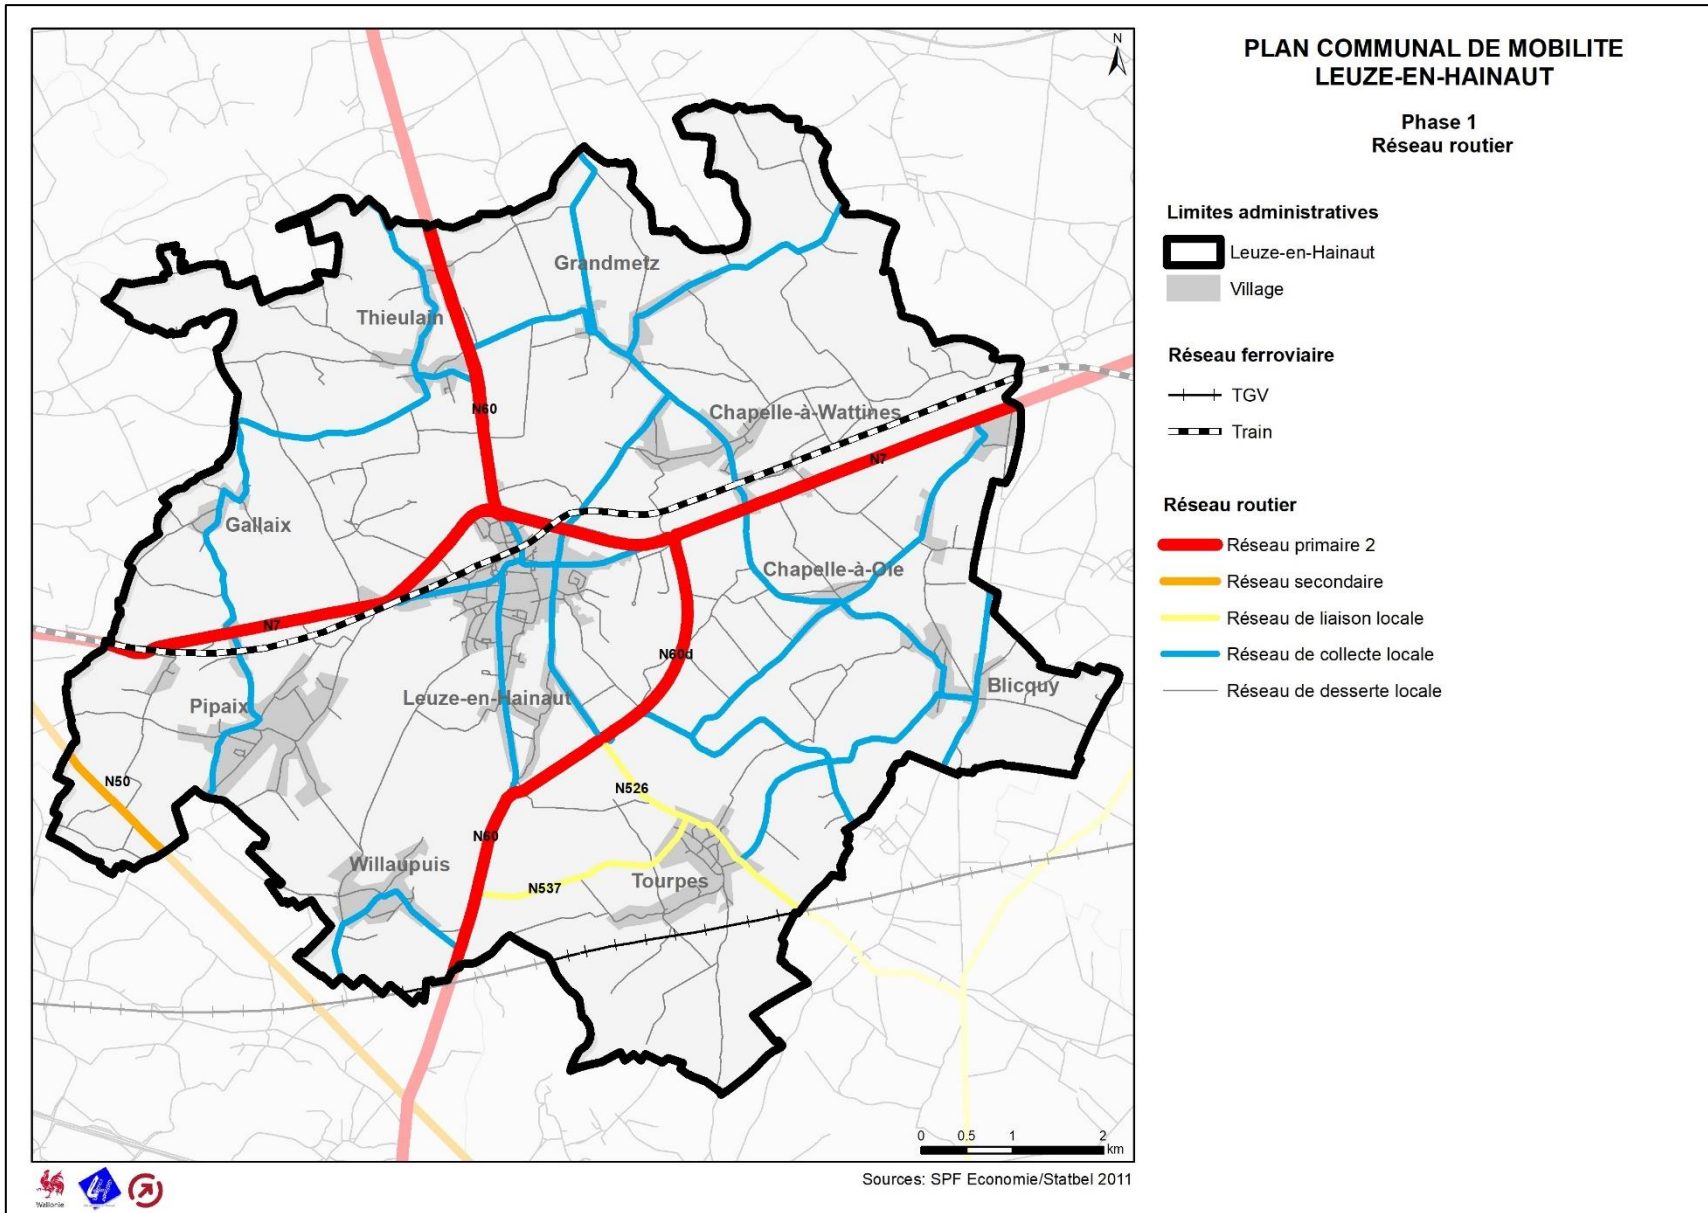 PLAN COMMUNAL DE MOBILITE
LEUZE-EN-HAINAUT
Phase 1
Réseau routier
Limites administratives
Leuze-en-Hainaut
Village
Réseau ferroviaire
TGV
Train
Réseau routier
Réseau primaire 2
Réseau secondaire
Réseau de liaison locale
Réseau de collecte locale
Réseau de desserte locale
N
Grandmetz
Thieulain
N60
Chapelle-à-Wattines
N7
Gallaix
Chapelle-à-Oie
N7
N60d
Blicquy
Leuze-en-Hainaut
Pipaix
N50
N526
N60
Willaupuis
N537
Tourpes
0 0.5 1 2
km
Sources: SPF Economie/Statbel 2011
Wallonie